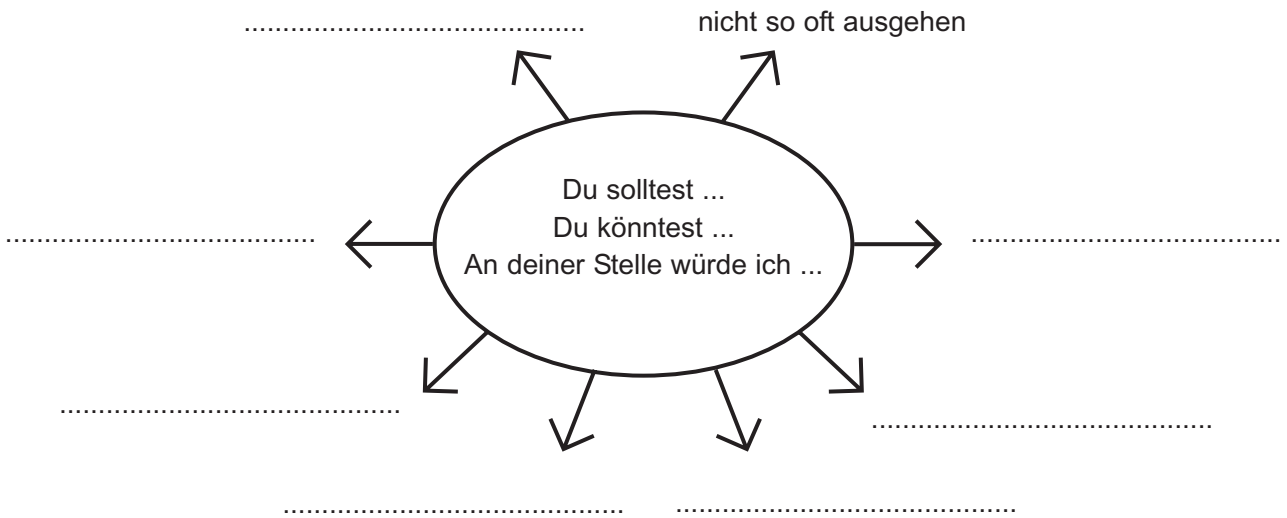 ........................................... nicht so oft ausgehen
Du solltest ...
Du könntest ...
An deiner Stelle würde ich ...
....................................... .......................................
...........................................
...........................................
........................................... ...........................................